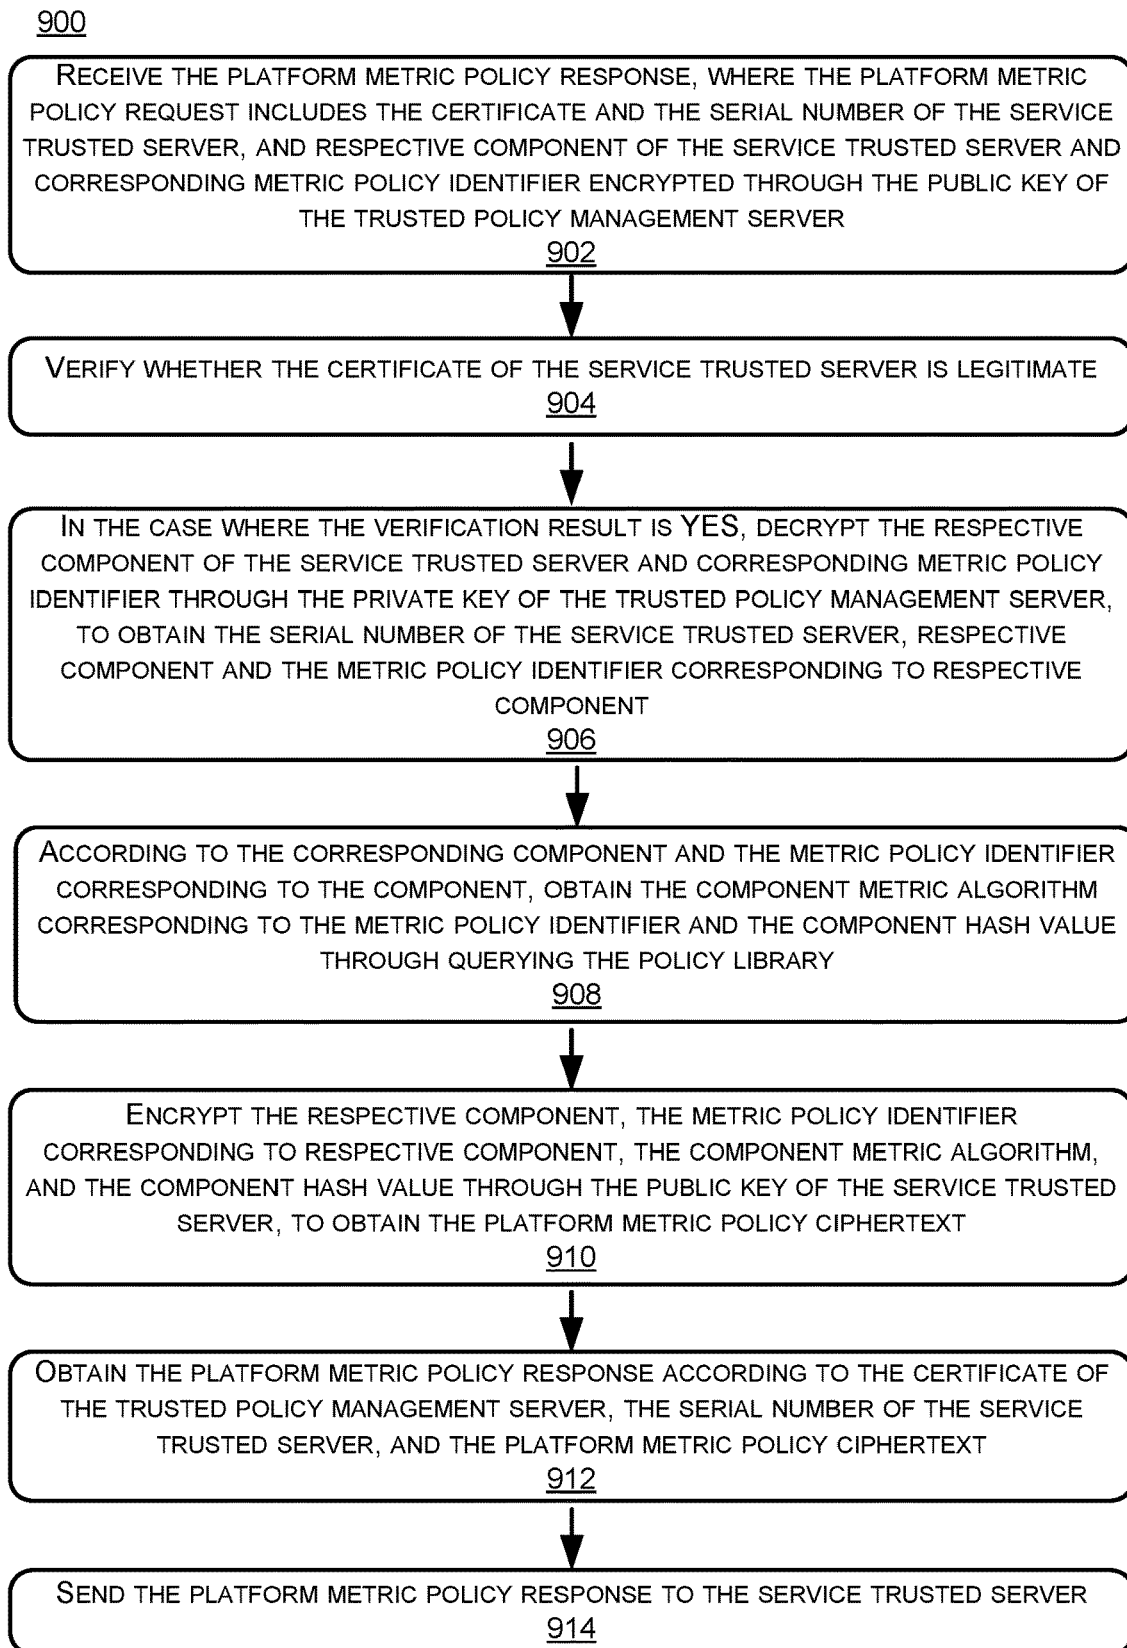 900
RECEIVE THE PLATFORM METRIC POLICY RESPONSE, WHERE THE PLATFORM METRIC
POLICY REQUEST INCLUDES THE CERTIFICATE AND THE SERIAL NUMBER OF THE SERVICE
TRUSTED SERVER, AND RESPECTIVE COMPONENT OF THE SERVICE TRUSTED SERVER AND
CORRESPONDING METRIC POLICY IDENTIFIER ENCRYPTED THROUGH THE PUBLIC KEY OF
THE TRUSTED POLICY MANAGEMENT SERVER
902
VERIFY WHETHER THE CERTIFICATE OF THE SERVICE TRUSTED SERVER IS LEGITIMATE
904
IN THE CASE WHERE THE VERIFICATION RESULT IS YES, DECRYPT THE RESPECTIVE
COMPONENT OF THE SERVICE TRUSTED SERVER AND CORRESPONDING METRIC POLICY
IDENTIFIER THROUGH THE PRIVATE KEY OF THE TRUSTED POLICY MANAGEMENT SERVER,
TO OBTAIN THE SERIAL NUMBER OF THE SERVICE TRUSTED SERVER, RESPECTIVE
COMPONENT AND THE METRIC POLICY IDENTIFIER CORRESPONDING TO RESPECTIVE
COMPONENT
906
ACCORDING TO THE CORRESPONDING COMPONENT AND THE METRIC POLICY IDENTIFIER
CORRESPONDING TO THE COMPONENT, OBTAIN THE COMPONENT METRIC ALGORITHM
CORRESPONDING TO THE METRIC POLICY IDENTIFIER AND THE COMPONENT HASH VALUE
THROUGH QUERYING THE POLICY LIBRARY
908
ENCRYPT THE RESPECTIVE COMPONENT, THE METRIC POLICY IDENTIFIER
CORRESPONDING TO RESPECTIVE COMPONENT, THE COMPONENT METRIC ALGORITHM,
AND THE COMPONENT HASH VALUE THROUGH THE PUBLIC KEY OF THE SERVICE TRUSTED
SERVER, TO OBTAIN THE PLATFORM METRIC POLICY CIPHERTEXT
910
OBTAIN THE PLATFORM METRIC POLICY RESPONSE ACCORDING TO THE CERTIFICATE OF
THE TRUSTED POLICY MANAGEMENT SERVER, THE SERIAL NUMBER OF THE SERVICE
TRUSTED SERVER, AND THE PLATFORM METRIC POLICY CIPHERTEXT
912
SEND THE PLATFORM METRIC POLICY RESPONSE TO THE SERVICE TRUSTED SERVER
914